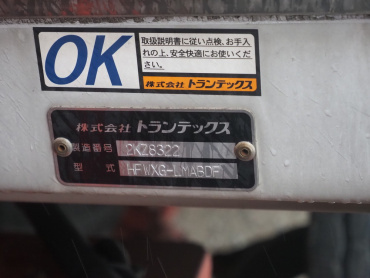 OK
取扱説明書に従い点検、お手入
れの上、安全快適にお使いくだ
さい。
株式会社トランテックス
株式会社 トランテックス
製造番号 2KZ6322
型式 HFWXG-LMABDF